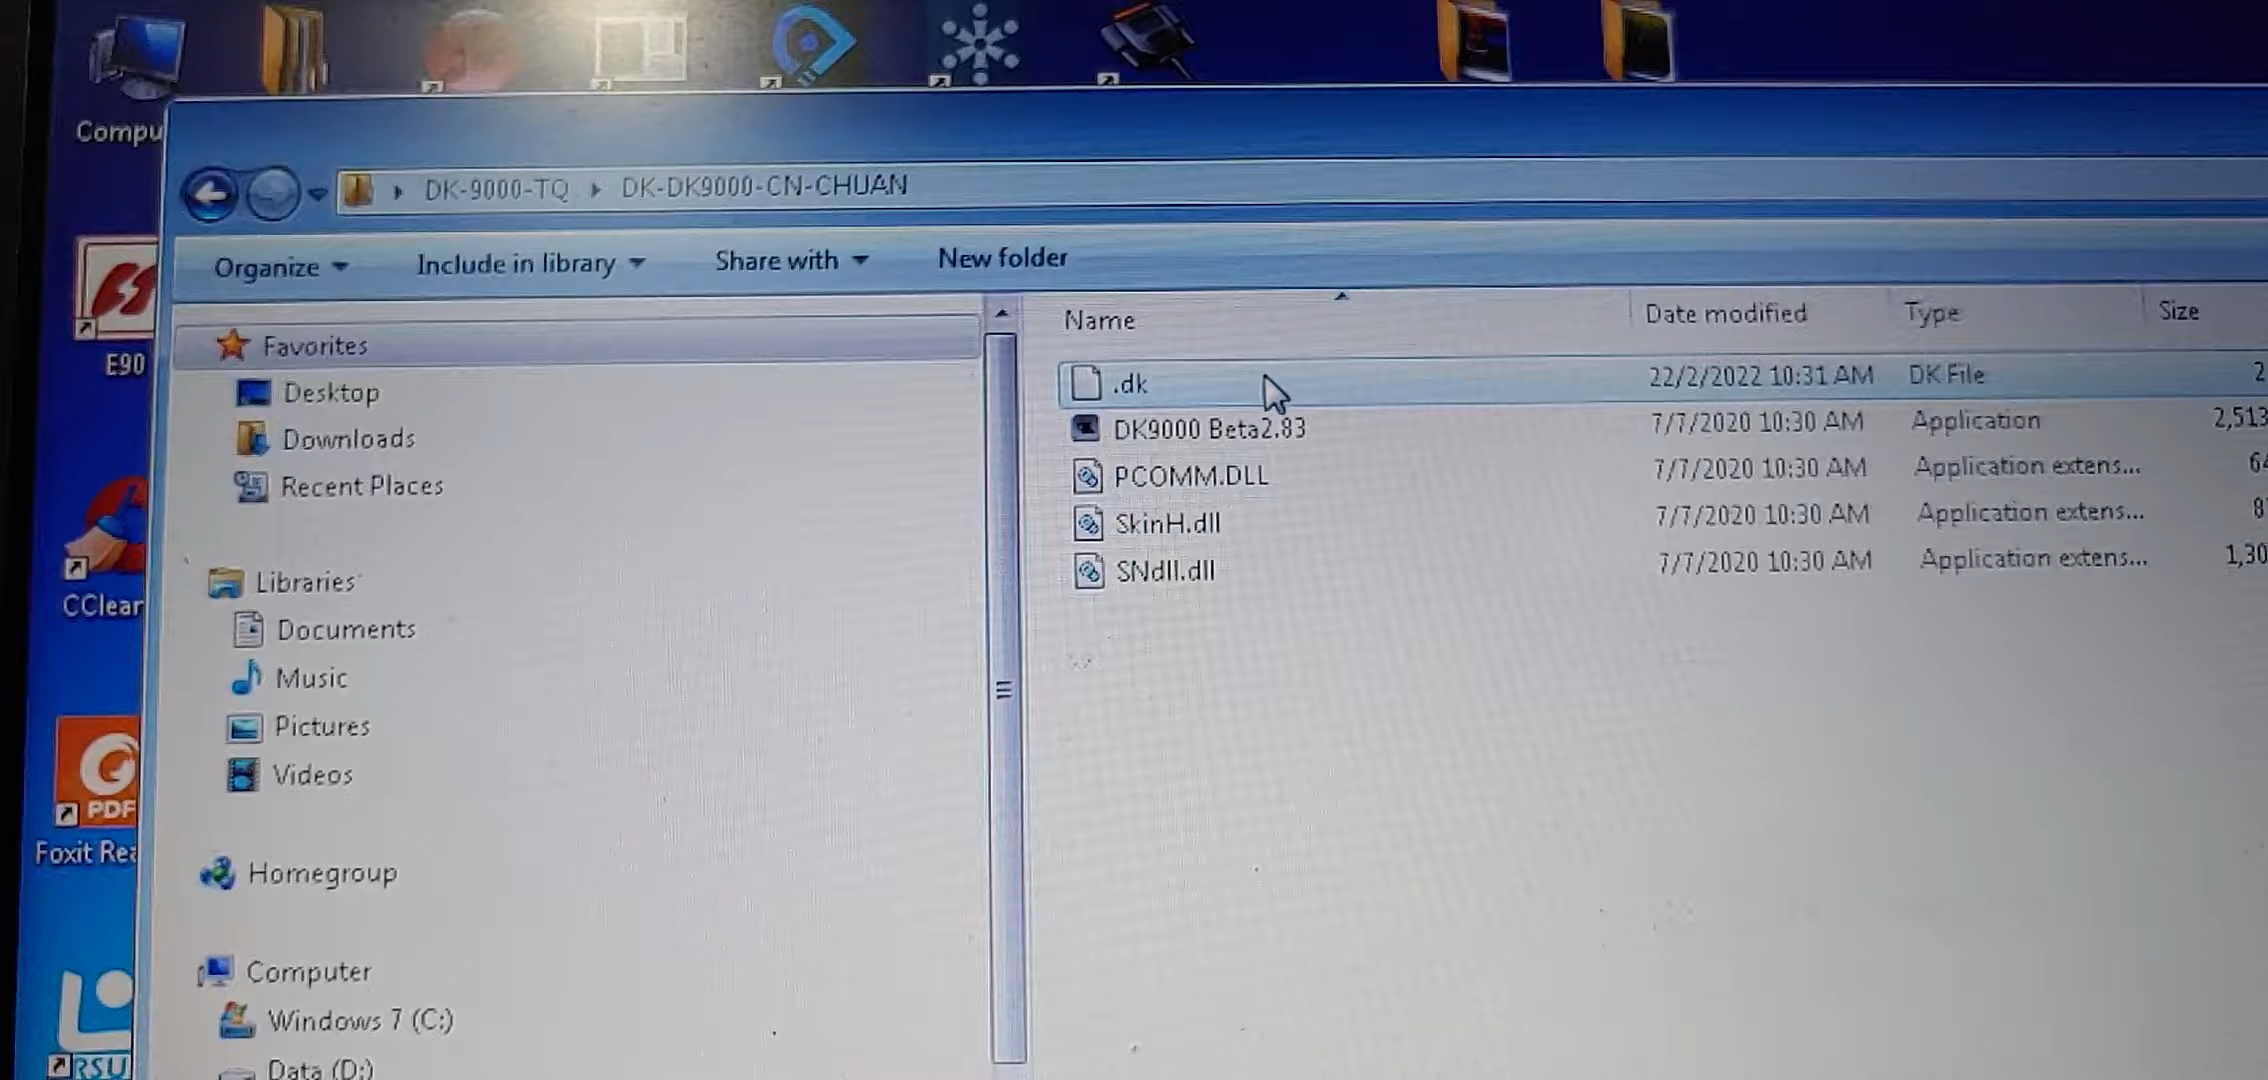 Compu
DK-9000-TQ DK-DK9000-CN-CHUAN
Organize Include in library Share with New folder
Name Date modified Type Size
Favorites
.dk 22/2/2022 10:31 AM DK File 2
Desktop
DK9000 Beta2.83 7/7/2020 10:30 AM Application 2,513
E90
Downloads
PCOMM.DLL 7/7/2020 10:30 AM Application extens... 64
Recent Places
SkinH.dll 7/7/2020 10:30 AM Application extens... 8
SNdll.dll 7/7/2020 10:30 AM Application extens... 1,30
Libraries
CClean
Documents
Music
Pictures
Videos
PDF
Foxit Rea
Homegroup
Computer
Windows 7 (C:)
RSU
Data (D:)